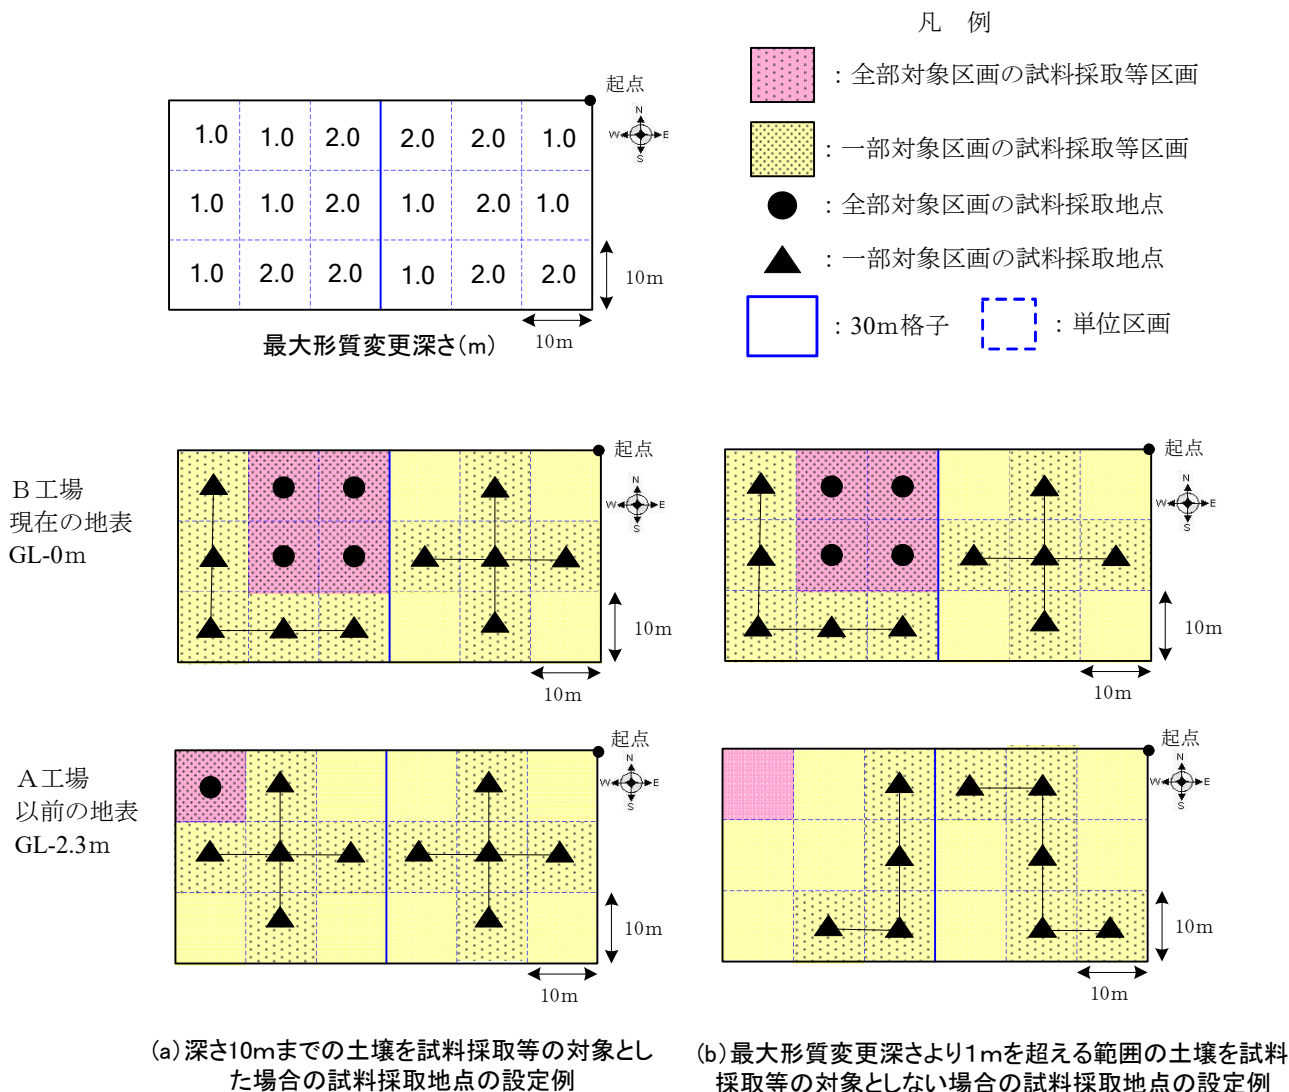 凡 例
：全部対象区画の試料採取等区画
：一部対象区画の試料採取等区画
：全部対象区画の試料採取地点
：一部対象区画の試料採取地点
：30m格子 ：単位区画
起点
N
W E
S
1.0 1.0 2.0 2.0 2.0 1.0
1.0 1.0 2.0 1.0 2.0 1.0
1.0 2.0 2.0 1.0 2.0 2.0
10m
最大形質変更深さ(m) 10m
B工場
現在の地表
GL-0m
起点
N
W E
S
10m
10m
起点
N
W E
S
10m
10m
A工場
以前の地表
GL-2.3m
起点
N
W E
S
10m
10m
起点
N
W E
S
10m
10m
(a)深さ10mまでの土壌を試料採取等の対象とし
た場合の試料採取地点の設定例
(b)最大形質変更深さより1mを超える範囲の土壌を試料
採取等の対象としない場合の試料採取地点の設定例